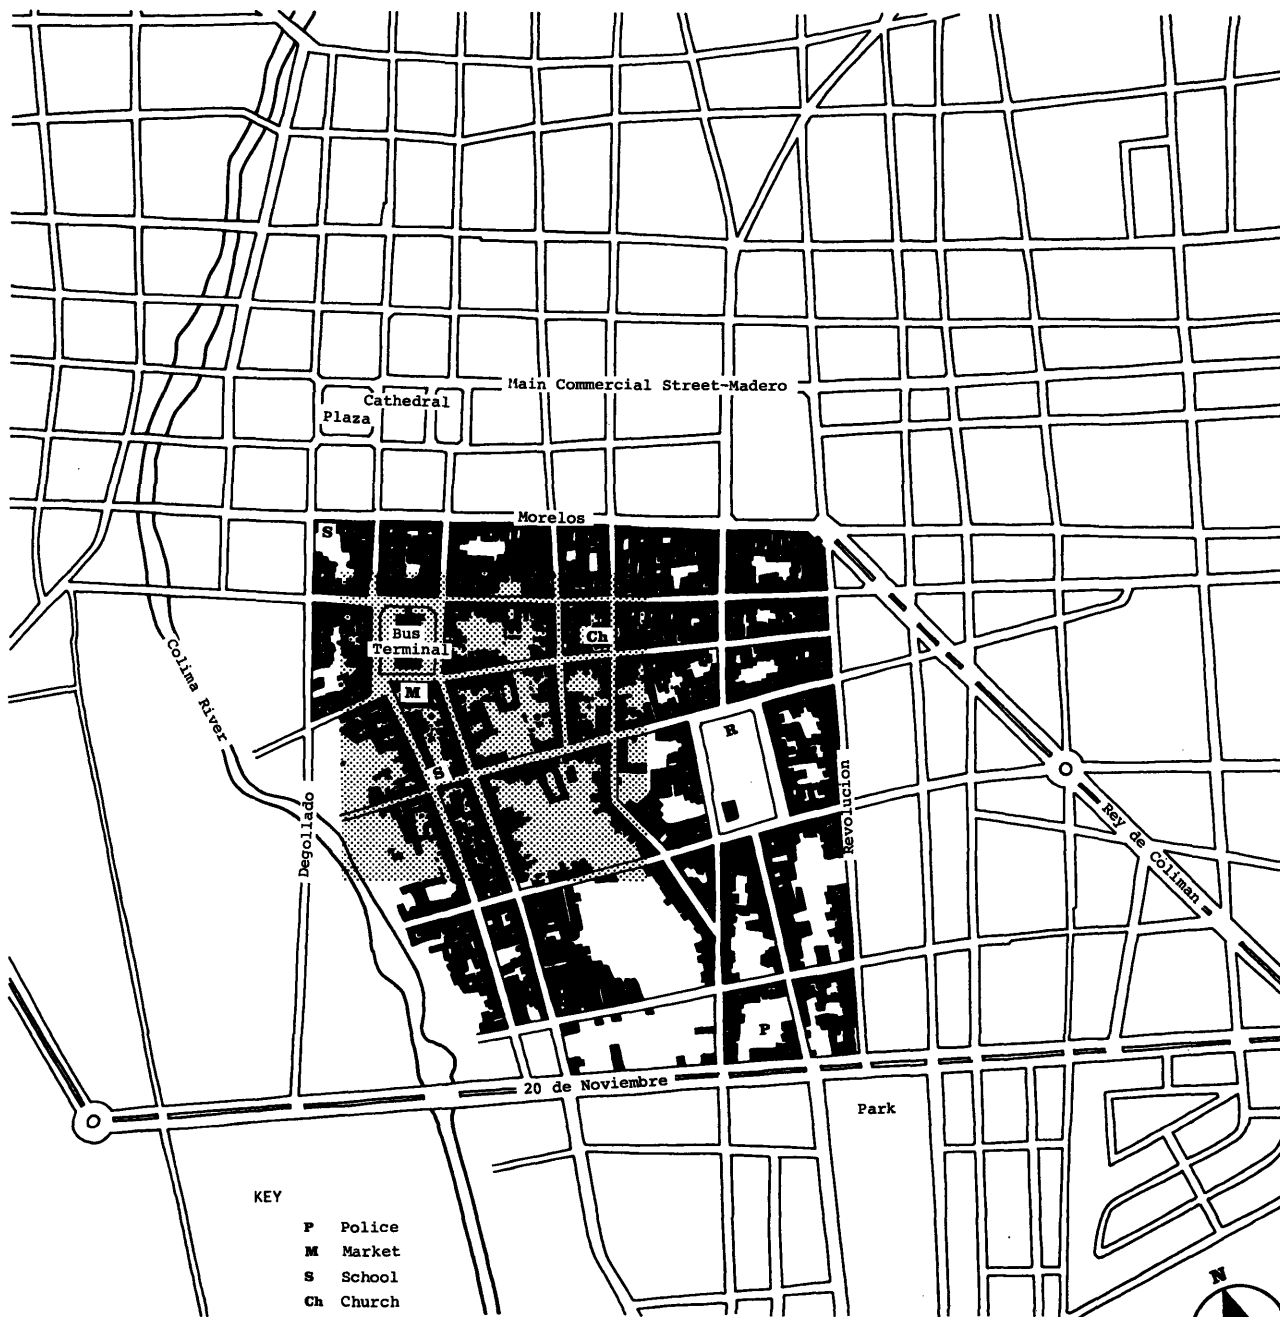 Main Commercial Street-Madero
Cathedral
Plaza
Morelos
S
Bus
Terminal
Ch
M
R
S
Colima River
Degollado
Revolucion
Rey de Coliman
P
20 de Noviembre
Park
KEY
P Police
M Market
S School
Ch Church
N